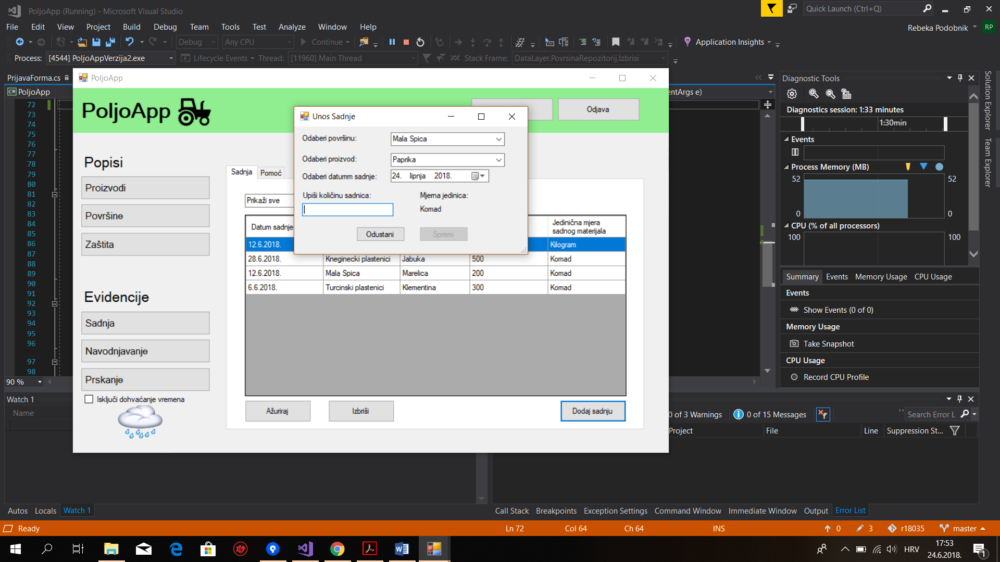 PoljoApp (Running) - Microsoft Visual Studio
Quick Launch (Ctrl+Q)
File Edit View Project Build Debug Team Tools Test Analyze Window Help
Rebeka Podobnik RP
Debug Any CPU Continue Application Insights
Process: [4544] PoljoAppVerzija2.exe Lifecycle Events Thread: [11960] Main Thread Stack Frame: DataLayer.PovrsinaRepozitorij.Izbrisi
PrijavaForma.cs
PoljoApp
entArgs e)
72
73
74
75
76
77
78
79
80
81
82
83
84
85
86
87
88
89
90
91
92
93
94
95
96
97
98
90 %
PoljoApp
PoljoApp
Odjava
Popisi
Proizvodi
Površine
Zaštita
Evidencije
Sadnja
Navodnjavanje
Prskanje
Isključi dohvaćanje vremena
Sadnja Pomoć
Prikaži sve
Datum sadnje
Jedinična mjera
sadnog materijala
12.6.2018. Kilogram
28.6.2018. Kneginecki plastenici Jabuka 500 Komad
12.6.2018. Mala Spica Marelica 200 Komad
6.6.2018. Turcinski plastenici Klementina 300 Komad
Ažuriraj Izbriši Dodaj sadnju
Unos Sadnje
Odaberi površinu: Mala Spica
Odaberi proizvod: Paprika
Odaberi datumm sadnje: 24. lipnja 2018.
Upiši količinu sadnica: Mjerna jedinica:
Komad
Odustani Spremi
Diagnostic Tools
Diagnostics session: 1:33 minutes
1:30min
Events
Process Memory (MB)
52 52
0 0
CPU (% of all processors)
100 100
Summary Events Memory Usage CPU Usage
Events
Show Events (0 of 0)
Memory Usage
Take Snapshot
CPU Usage
Record CPU Profile
Solution Explorer
Team Explorer
Watch 1
Name
0 of 3 Warnings 0 of 15 Messages Search Error L
Project File Line Suppression St...
Autos Locals Watch 1
Call Stack Breakpoints Exception Settings Command Window Immediate Window Output Error List
Ready Ln 72 Col 64 Ch 64 INS 0 3 r18035 master
HRV 17:53
24.6.2018.
1